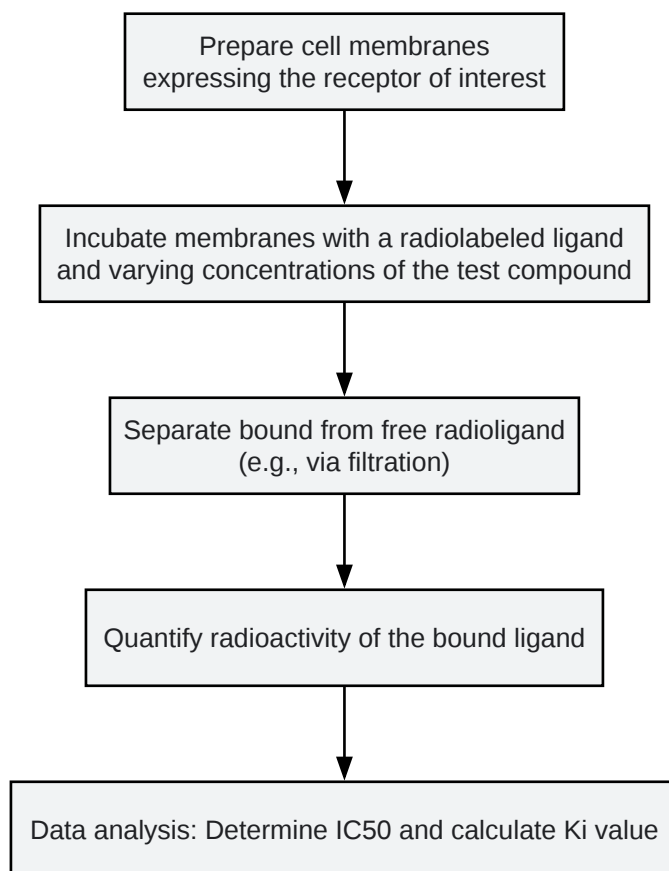 Prepare cell membranes
expressing the receptor of interest
Incubate membranes with a radiolabeled ligand
and varying concentrations of the test compound
Separate bound from free radioligand
(e.g., via filtration)
Quantify radioactivity of the bound ligand
Data analysis: Determine IC50 and calculate Ki value